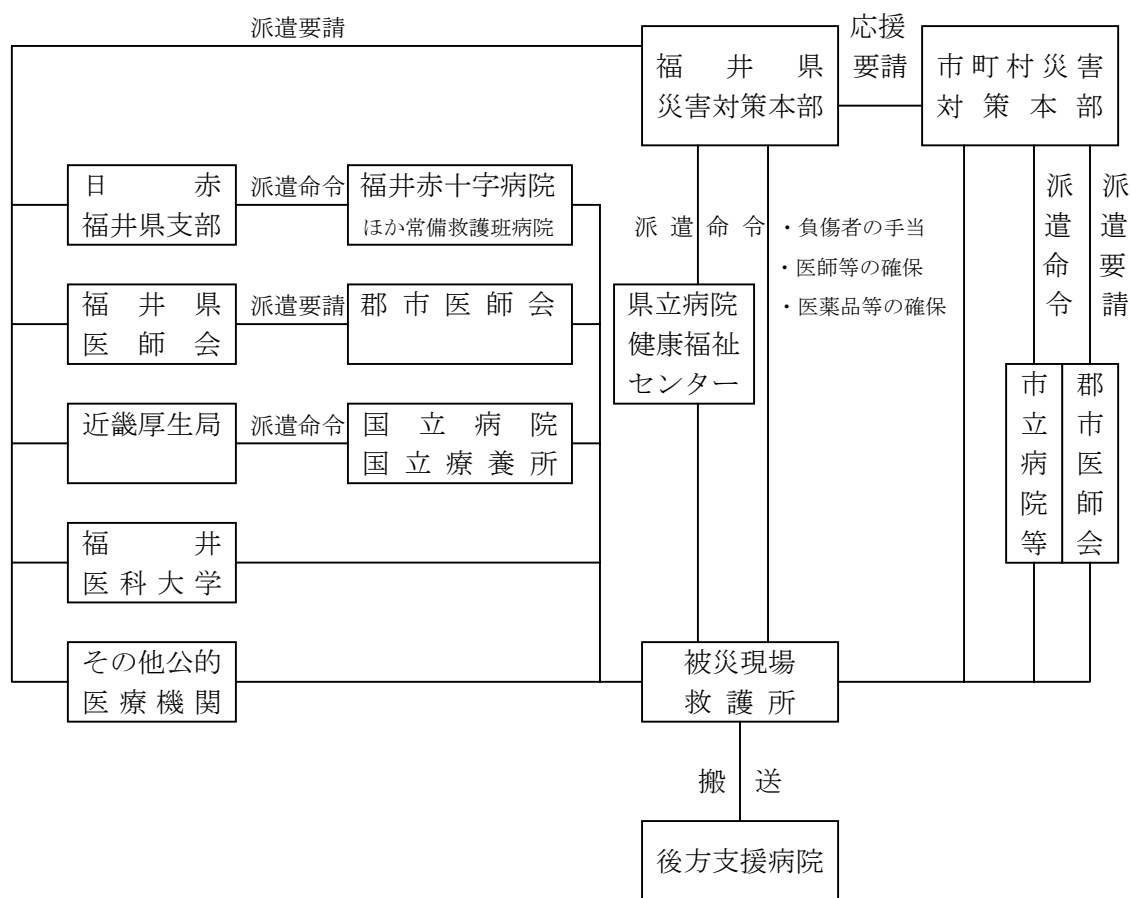 派遣要請
福井県
災害対策本部
応援
要請
市町村災害
対策本部
日赤
福井県支部
派遣命令
福井赤十字病院
ほか常備救護班病院
派遣命令
・負傷者の手当
・医師等の確保
・医薬品等の確保
派遣命令
派遣要請
福井県
医師会
派遣要請
郡市医師会
県立病院
健康福祉
センター
近畿厚生局
派遣命令
国立病院
国立療養所
市立病院等
郡市医師会
福井
医科大学
その他公的
医療機関
被災現場
救護所
搬送
後方支援病院